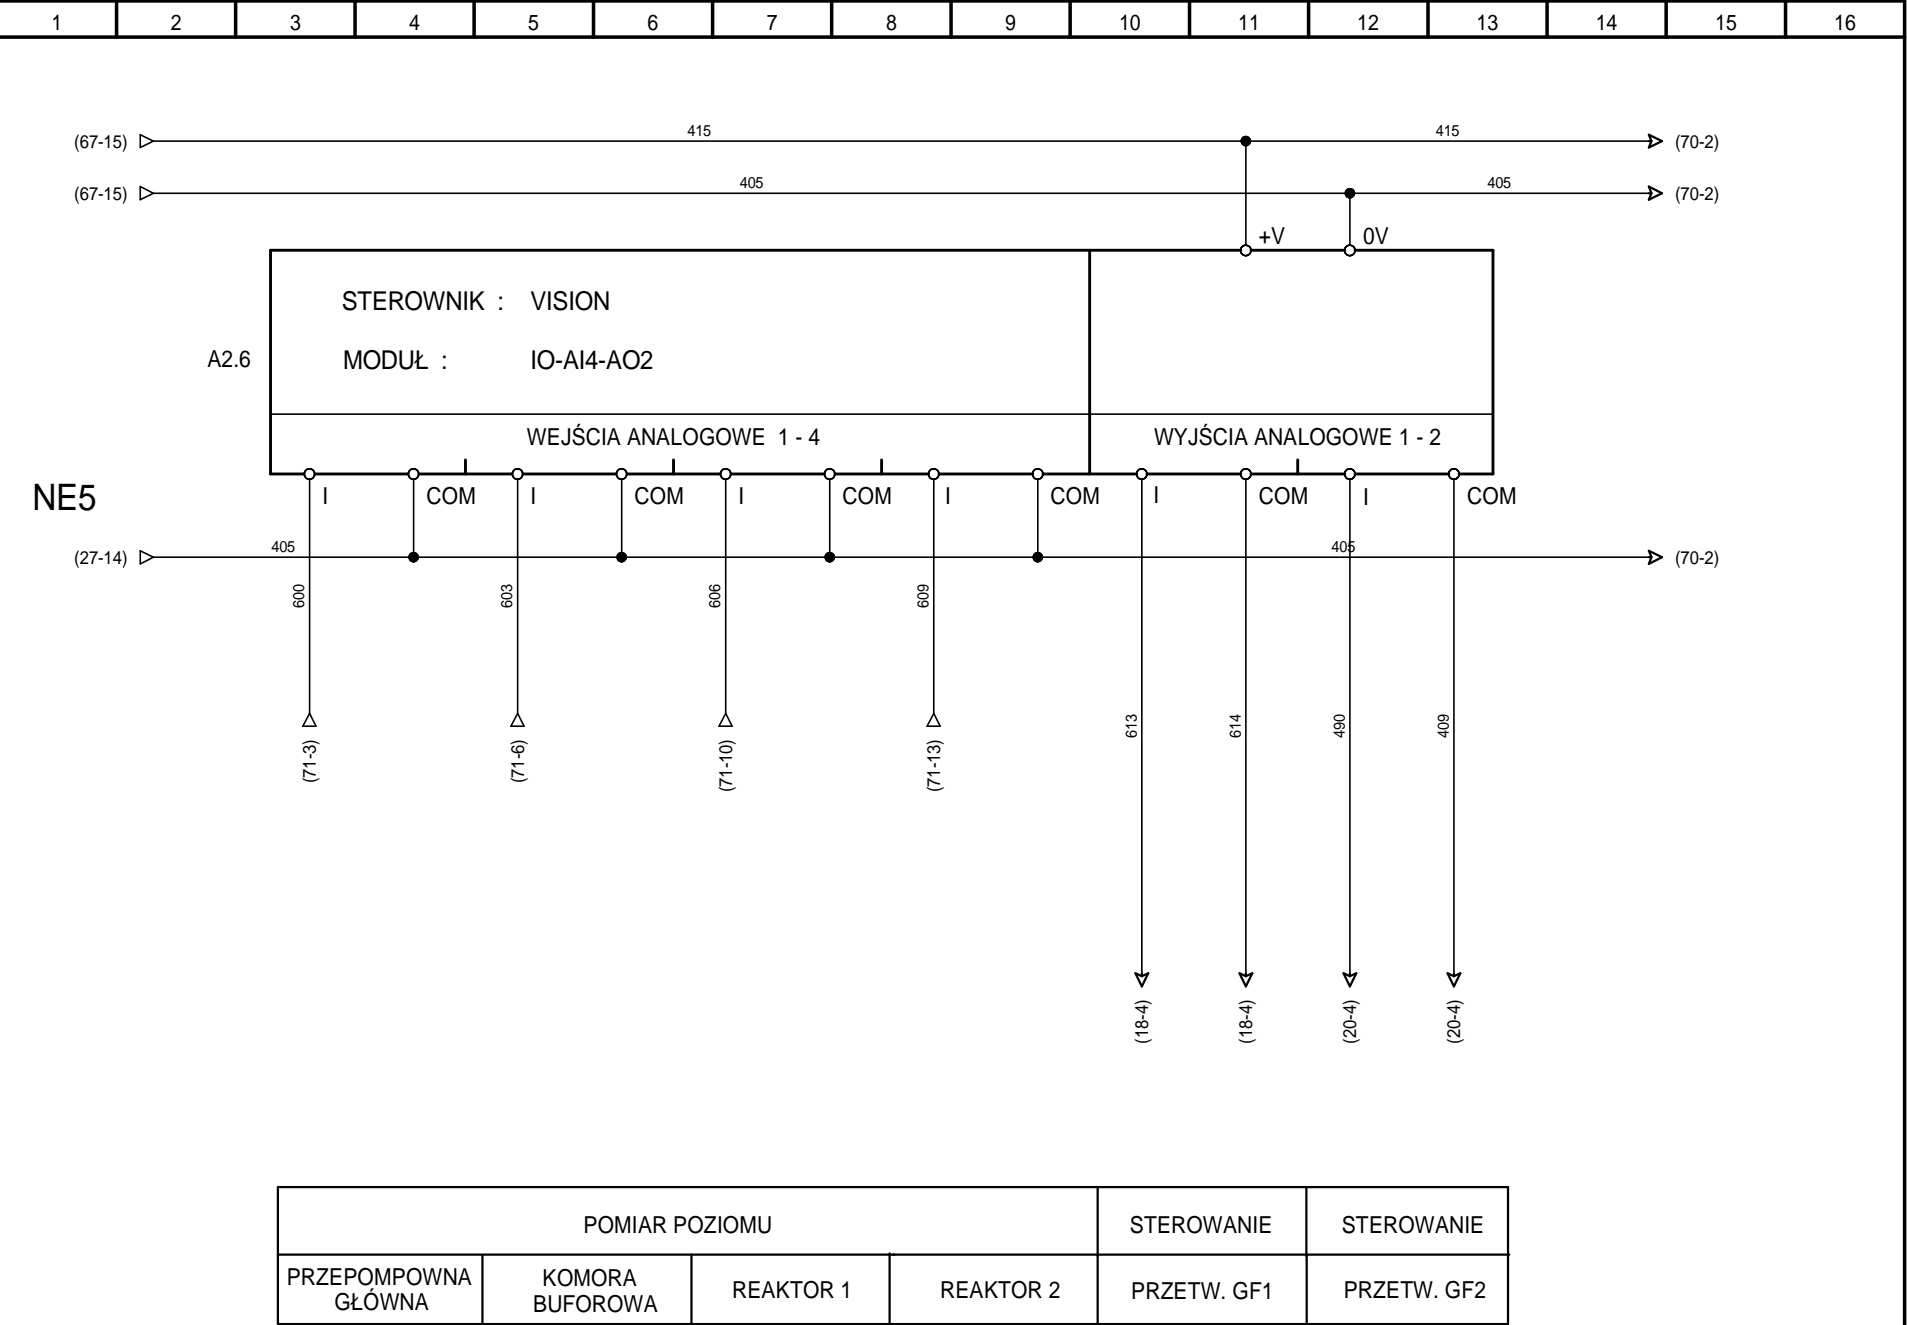 1 2 3 4 5 6 7 8 9 10 11 12 13 14 15 16
415 415
(67-15) (70-2)
405 405
(67-15) (70-2)
+V 0V
STEROWNIK : VISION
A2.6 MODUŁ : IO-AI4-AO2
WEJŚCIA ANALOGOWE 1 - 4 WYJŚCIA ANALOGOWE 1 - 2
NE5 I COM I COM I COM I COM I COM I COM
405 405
(27-14) (70-2)
600 603 606 609
613 614 490 409
(71-3) (71-6) (71-10) (71-13)
(18-4) (18-4) (20-4) (20-4)
POMIAR POZIOMU STEROWANIE STEROWANIE
PRZEPOMPOWNA GŁÓWNA KOMORA BUFOROWA REAKTOR 1 REAKTOR 2 PRZETW. GF1 PRZETW. GF2